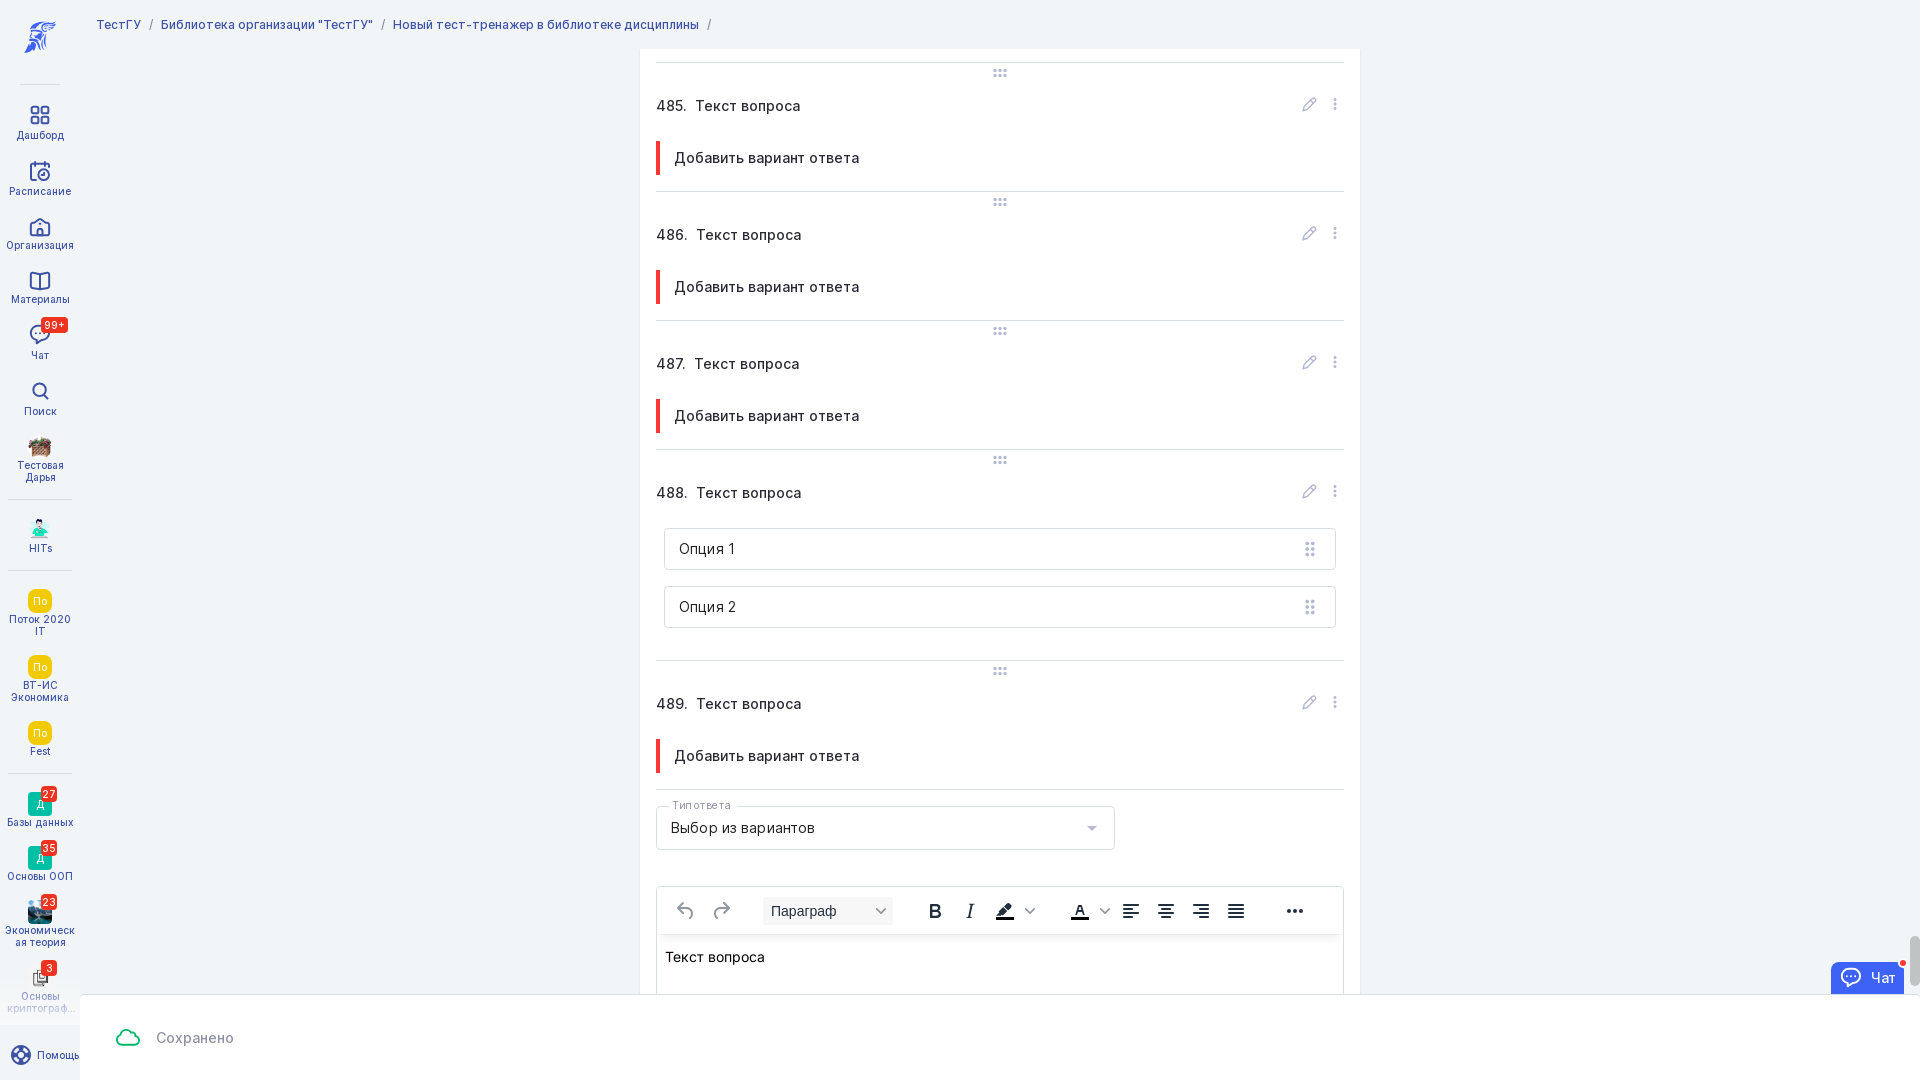 ТестГУ / Библиотека организации "ТестГУ" / Новый тест-тренажер в библиотеке дисциплины /
Дашборд
Расписание
Организация
Материалы
99+
Чат
Поиск
Тестовая
Дарья
HITs
По
Поток 2020
IT
По
ВТ-ИС
Экономика
По
Fest
27
Д
Базы данных
35
Д
Основы ООП
23
Экономическ
ая теория
3
Основы
криптограф...
Помощь
485. Текст вопроса
Добавить вариант ответа
486. Текст вопроса
Добавить вариант ответа
487. Текст вопроса
Добавить вариант ответа
488. Текст вопроса
Опция 1
Опция 2
489. Текст вопроса
Добавить вариант ответа
Тип ответа
Выбор из вариантов
Параграф
Текст вопроса
Чат
Сохранено